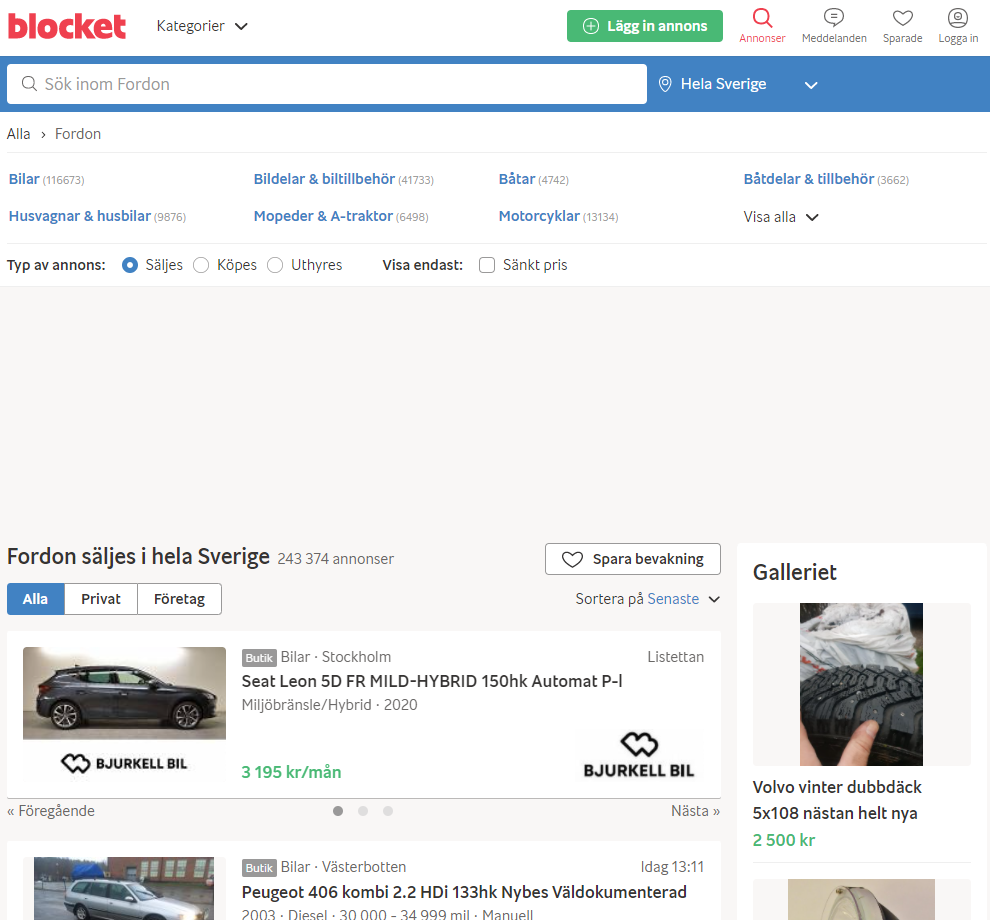 blocket
Kategorier
Lägg in annons
Annonser
Meddelanden
Sparade
Logga in
Sök inom Fordon
Hela Sverige
Alla › Fordon
Bilar (116673)
Bildelar & biltillbehör (41733)
Båtar (4742)
Båtdelar & tillbehör (3662)
Husvagnar & husbilar (9876)
Mopeder & A-traktor (6498)
Motorcyklar (13134)
Visa alla
Typ av annons: Säljes Köpes Uthyres Visa endast: Sänkt pris
Fordon säljes i hela Sverige 243 374 annonser
Spara bevakning
Alla Privat Företag
Sortera på Senaste
Butik Bilar · Stockholm
Listettan
Seat Leon 5D FR MILD-HYBRID 150hk Automat P-l
Miljöbränsle/Hybrid · 2020
3 195 kr/mån
BJURKELL BIL
BJURKELL BIL
« Föregående
Nästa »
Butik Bilar · Västerbotten
Idag 13:11
Peugeot 406 kombi 2.2 HDi 133hk Nybes Väldokumenterad
2003 · Diesel · 30 000 - 34 999 mil · Manuell
Galleriet
Volvo vinter dubbdäck
5x108 nästan helt nya
2 500 kr